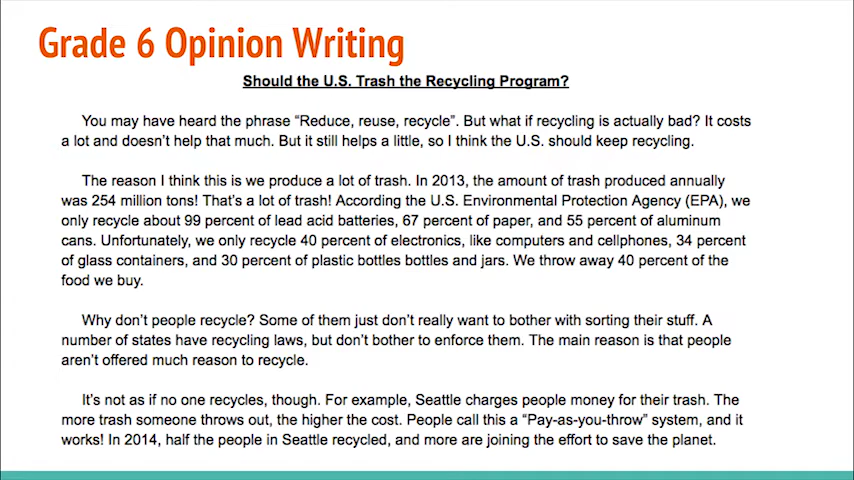 Grade 6 Opinion Writing
Should the U.S. Trash the Recycling Program?
You may have heard the phrase “Reduce, reuse, recycle”. But what if recycling is actually bad? It costs
a lot and doesn’t help that much. But it still helps a little, so I think the U.S. should keep recycling.
The reason I think this is we produce a lot of trash. In 2013, the amount of trash produced annually
was 254 million tons! That’s a lot of trash! According the U.S. Environmental Protection Agency (EPA), we
only recycle about 99 percent of lead acid batteries, 67 percent of paper, and 55 percent of aluminum
cans. Unfortunately, we only recycle 40 percent of electronics, like computers and cellphones, 34 percent
of glass containers, and 30 percent of plastic bottles bottles and jars. We throw away 40 percent of the
food we buy.
Why don’t people recycle? Some of them just don’t really want to bother with sorting their stuff. A
number of states have recycling laws, but don’t bother to enforce them. The main reason is that people
aren’t offered much reason to recycle.
It’s not as if no one recycles, though. For example, Seattle charges people money for their trash. The
more trash someone throws out, the higher the cost. People call this a “Pay-as-you-throw” system, and it
works! In 2014, half the people in Seattle recycled, and more are joining the effort to save the planet.